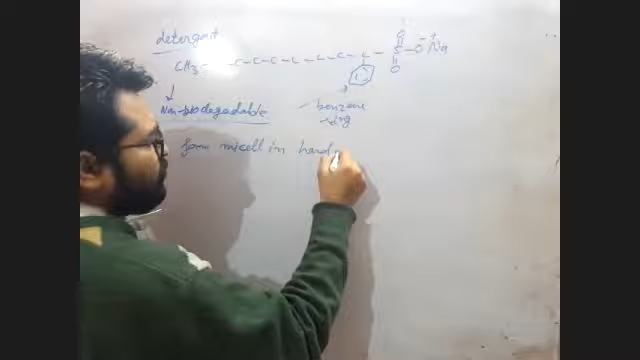 detergent
CH3 - C - C - C - C - C - C - C - S - O⁻ Na⁺
O
O
Non-biodegradable
benzene
ring
form micell in hard